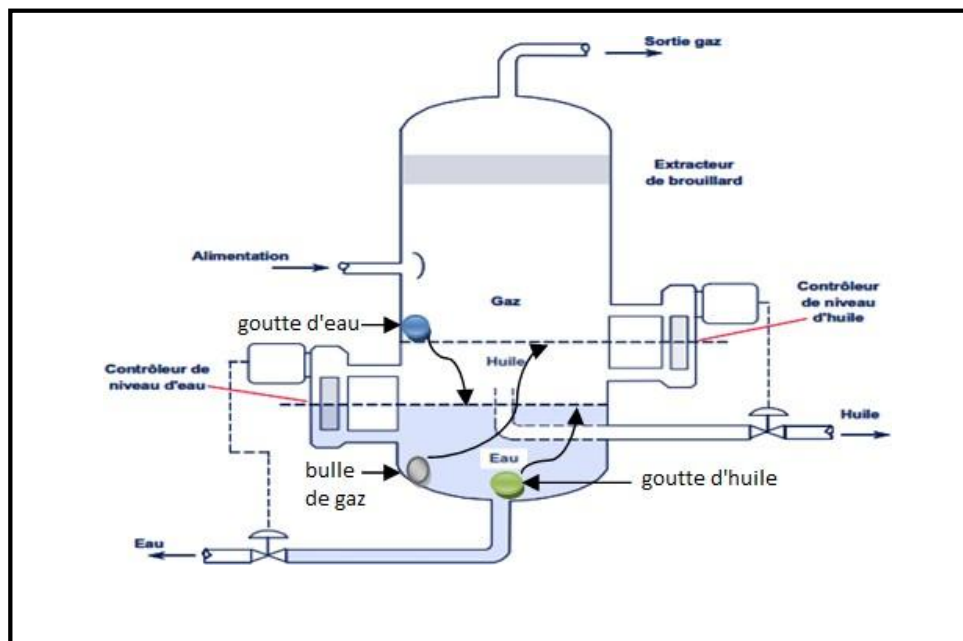 Sortie gaz
Extracteur
de brouillard
Alimentation
Gaz
Contrôleur
de niveau
d'huile
goutte d'eau
Huile
Contrôleur de
niveau d'eau
Huile
Eau
bulle
de gaz
goutte d'huile
Eau